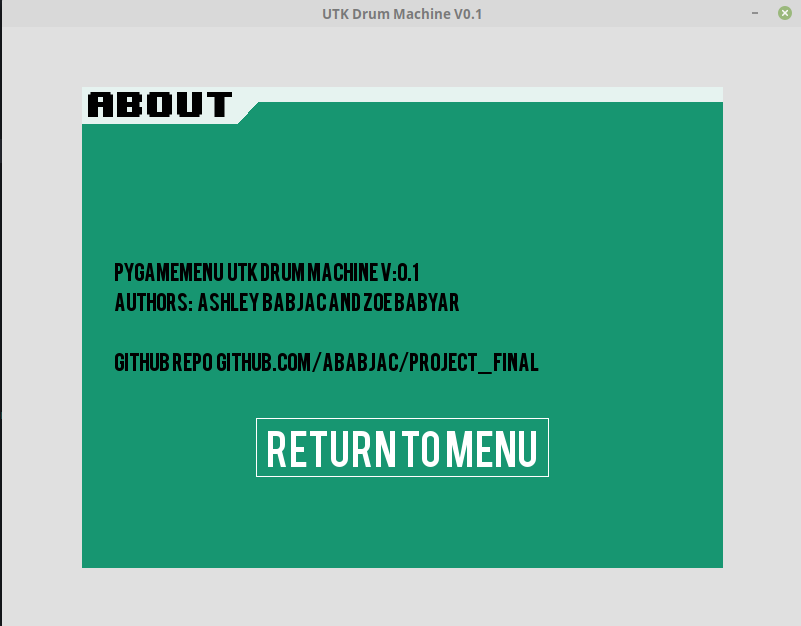 UTK Drum Machine V0.1
ABOUT
PYGAMEMENU UTK DRUM MACHINE V:0.1
AUTHORS: ASHLEY BABJAC AND ZOE BABYAR
GITHUB REPO GITHUB.COM/ABABJAC/PROJECT_FINAL
RETURN TO MENU